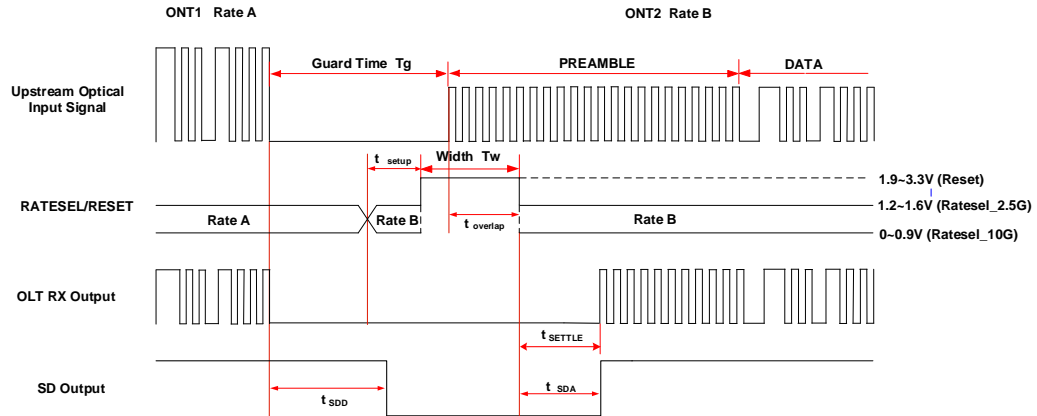 ONT1 Rate A
ONT2 Rate B
Guard Time Tg
PREAMBLE
DATA
Upstream Optical
Input Signal
t setup
Width Tw
1.9~3.3V (Reset)
RATESEL/RESET
1.2~1.6V (Ratesel_2.5G)
Rate A
Rate B
t overlap
Rate B
0~0.9V (Ratesel_10G)
OLT RX Output
t SETTLE
SD Output
t SDD
t SDA